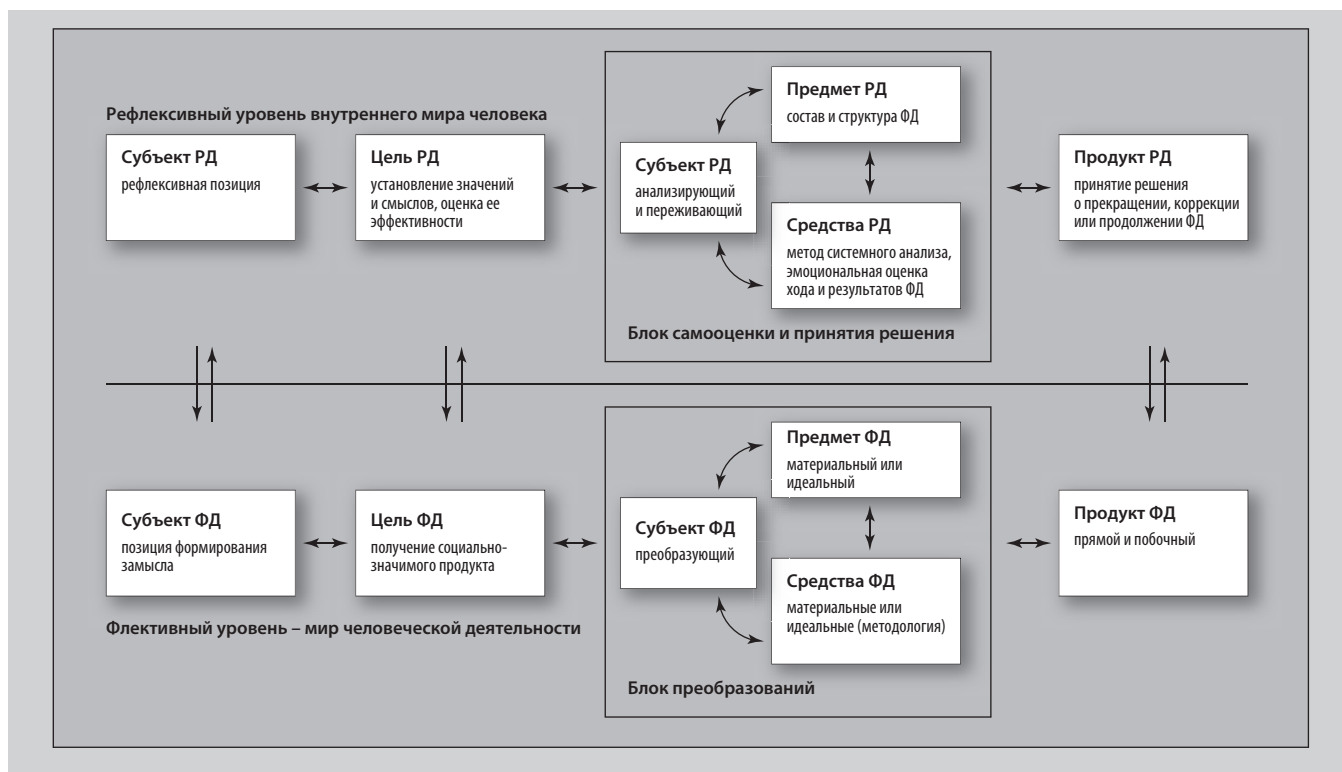 Рефлексивный уровень внутреннего мира человека
Субъект РД
рефлексивная позиция
Цель РД
установление значений
и смыслов, оценка ее
эффективности
Субъект РД
анализирующий
и переживающий
Предмет РД
состав и структура ФД
Средства РД
метод системного анализа,
эмоциональная оценка
хода и результатов ФД
Блок самооценки и принятия решения
Продукт РД
принятие решения
о прекращении, коррекции
или продолжении ФД
Субъект ФД
позиция формирования
замысла
Цель ФД
получение социально-
значимого продукта
Субъект ФД
преобразующий
Предмет ФД
материальный или
идеальный
Средства ФД
материальные или
идеальные (методология)
Блок преобразований
Продукт ФД
прямой и побочный
Флективный уровень – мир человеческой деятельности